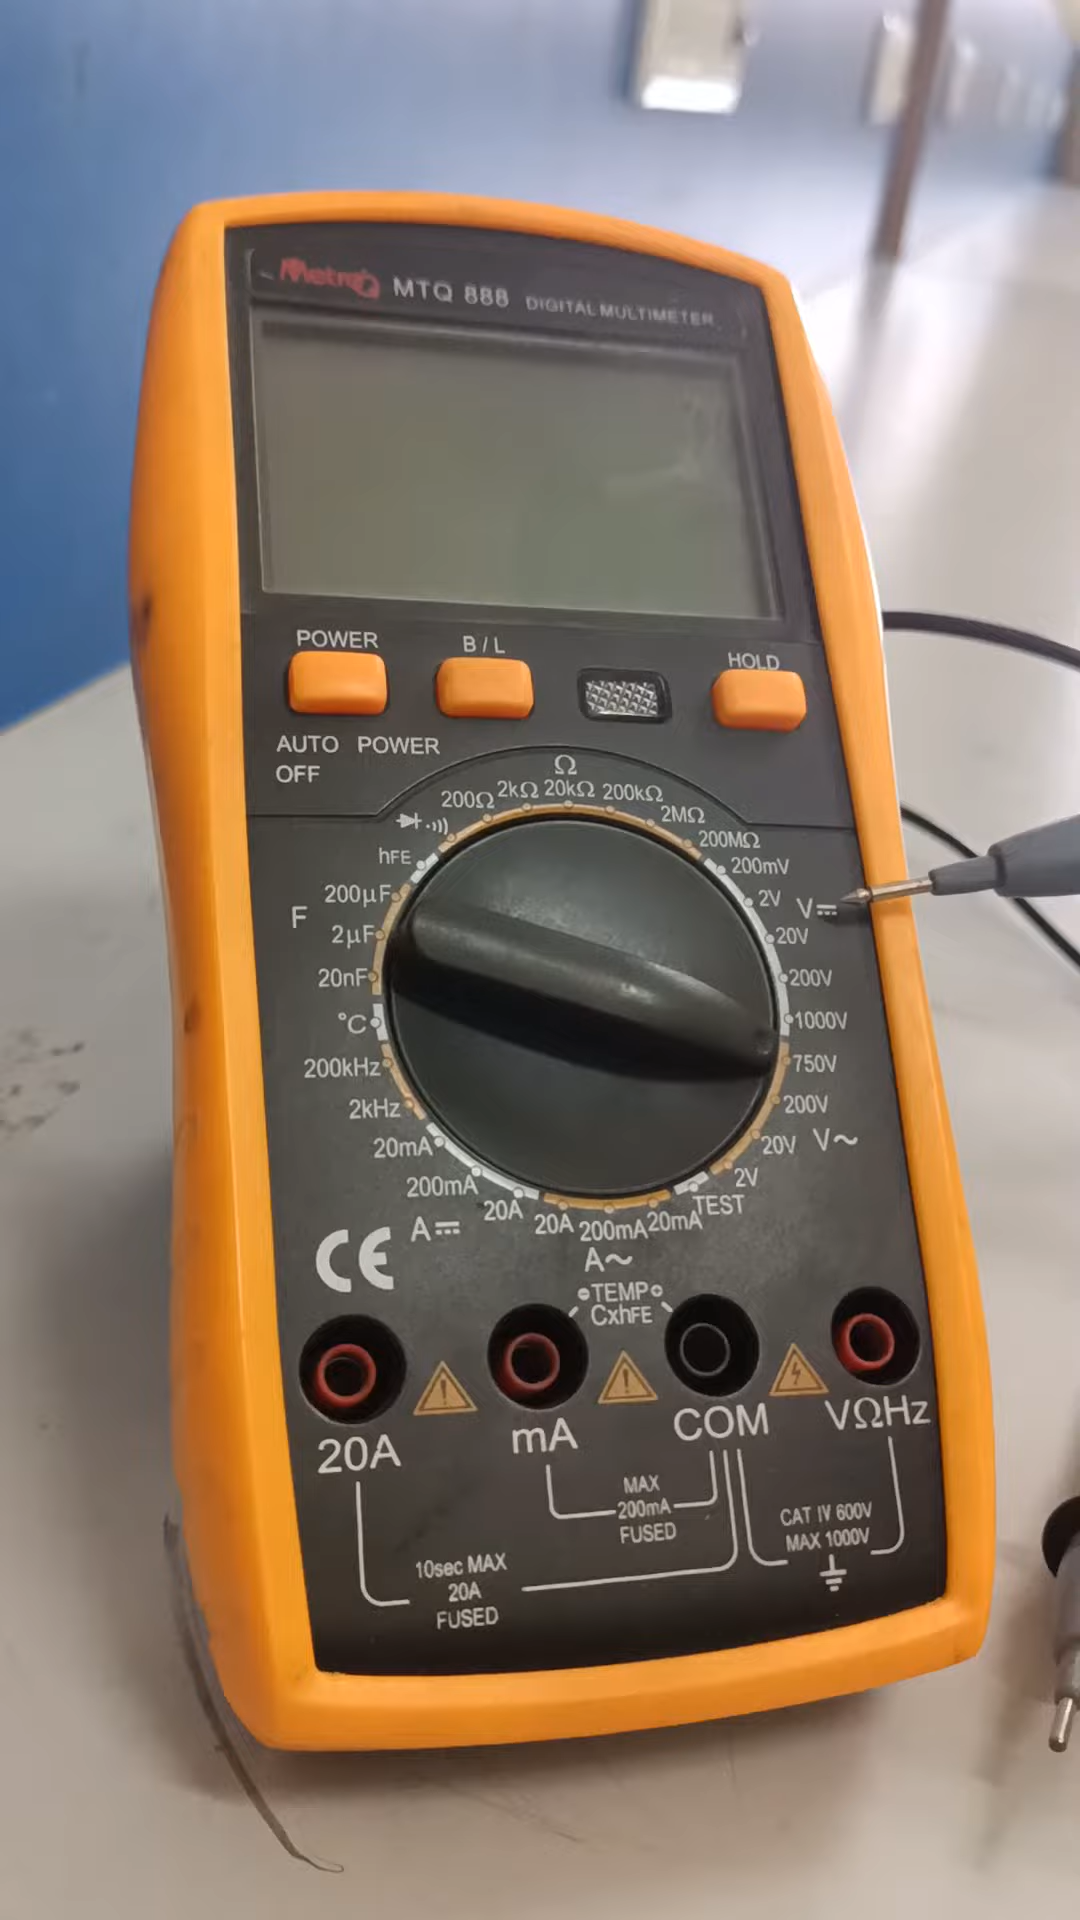 MetroQ MTQ 888 DIGITAL MULTIMETER
POWER B / L HOLD
AUTO POWER
OFF
Ω
200Ω 2kΩ 20kΩ 200kΩ 2MΩ 200MΩ
hFE
200mV
2V
V
20V
200V
1000V
750V
200V
20V
V~
2V
TEST
F
200µF
2µF
20nF
°C
200kHz
2kHz
20mA
200mA
20A
A
20A 200mA 20mA
A~
CE
TEMP
CxhFE
20A mA COM VΩHz
MAX
200mA
FUSED
CAT IV 600V
MAX 1000V
10sec MAX
20A
FUSED